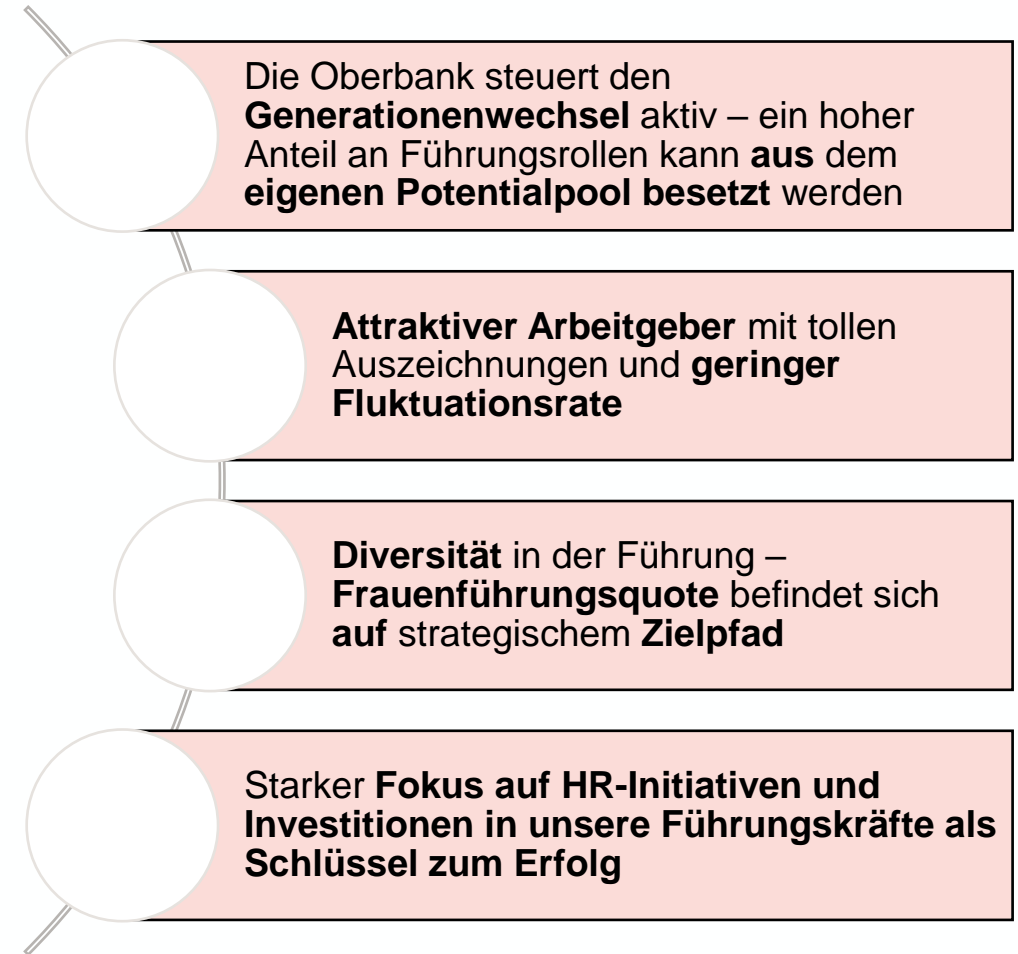 Die Oberbank steuert den
Generationenwechsel aktiv – ein hoher
Anteil an Führungsrollen kann aus dem
eigenen Potentialpool besetzt werden
Attraktiver Arbeitgeber mit tollen
Auszeichnungen und geringer
Fluktuationsrate
Diversität in der Führung –
Frauenführungsquote befindet sich
auf strategischem Zielpfad
Starker Fokus auf HR-Initiativen und
Investitionen in unsere Führungskräfte als
Schlüssel zum Erfolg